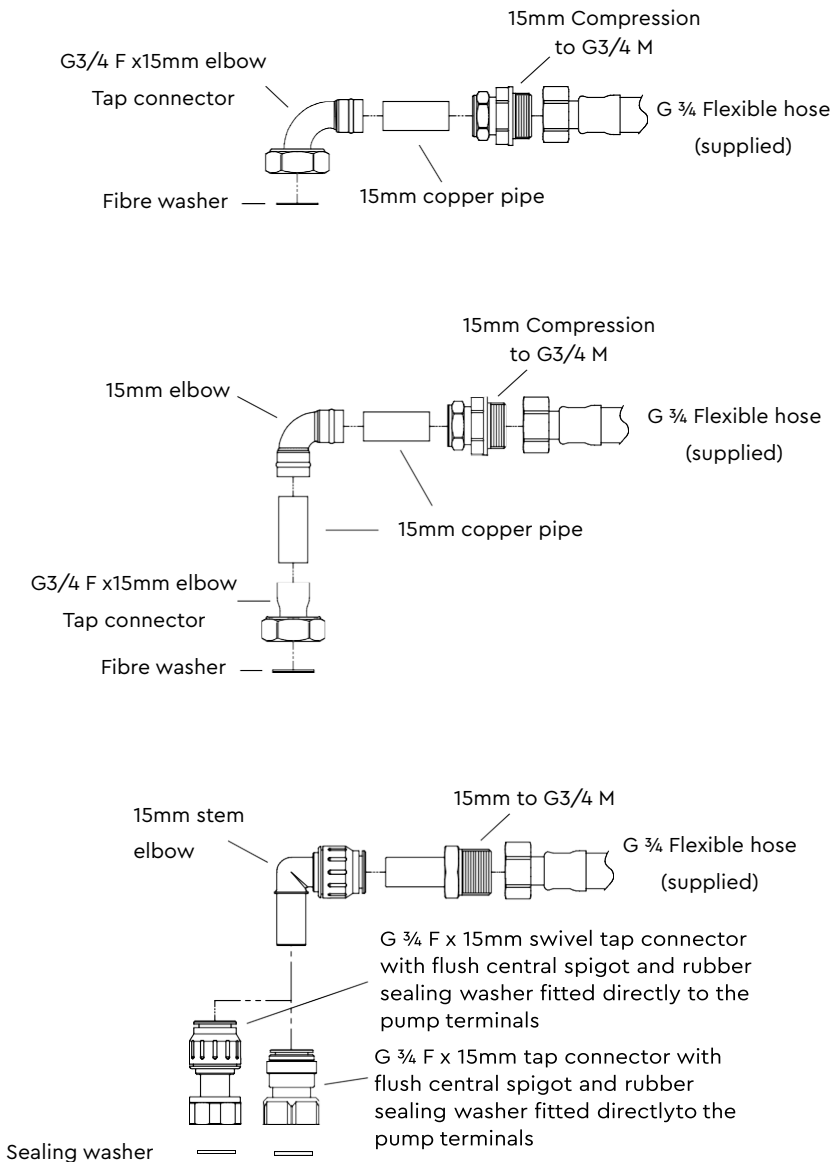 15mm Compression
to G3/4 M
G3/4 F x15mm elbow
Tap connector
G ¾ Flexible hose
(supplied)
Fibre washer
15mm copper pipe
15mm Compression
to G3/4 M
15mm elbow
G ¾ Flexible hose
(supplied)
15mm copper pipe
G3/4 F x15mm elbow
Tap connector
Fibre washer
15mm to G3/4 M
15mm stem
elbow
G ¾ Flexible hose
(supplied)
G ¾ F x 15mm swivel tap connector
with flush central spigot and rubber
sealing washer fitted directly to the
pump terminals
G ¾ F x 15mm tap connector with
flush central spigot and rubber
sealing washer fitted directlyto the
pump terminals
Sealing washer